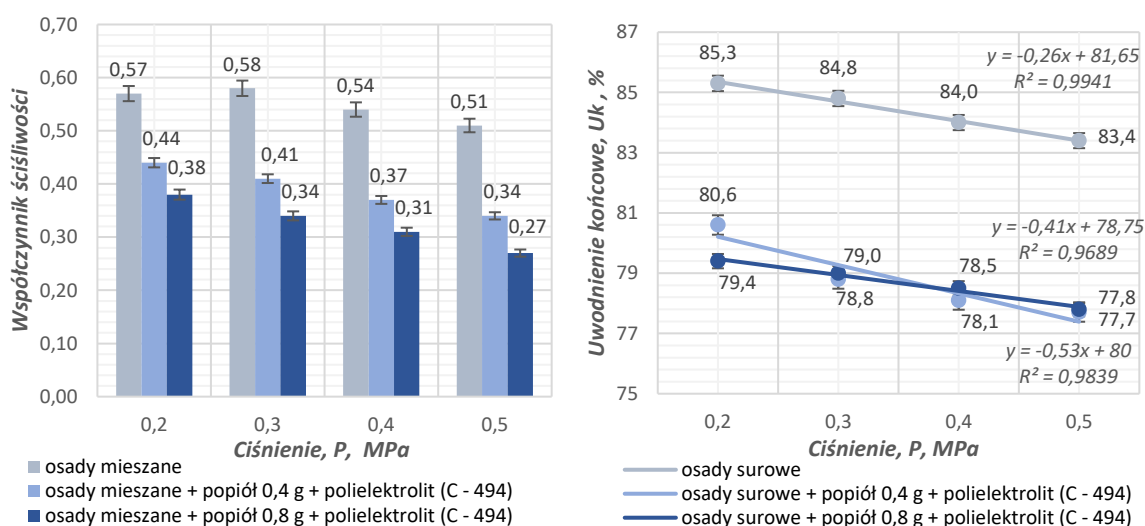 0,70
0,60
0,50
0,40
0,30
0,20
0,10
0,00
Współczynnik ściśliwości
0,57
0,58
0,54
0,51
0,44
0,41
0,37
0,34
0,38
0,34
0,31
0,27
0,2
0,3
0,4
0,5
Ciśnienie, P, MPa
osady mieszane
osady mieszane + popiół 0,4 g + polielektrolit (C - 494)
osady mieszane + popiół 0,8 g + polielektrolit (C - 494)
87
85
83
81
79
77
75
Uwodnienie końcowe, Uk , %
85,3
84,8
84,0
83,4
y = -0,26x + 81,65
R² = 0,9941
80,6
79,0
78,5
77,8
y = -0,41x + 78,75
R² = 0,9689
79,4
78,8
78,1
77,7
y = -0,53x + 80
R² = 0,9839
0,2
0,3
0,4
0,5
Ciśnienie, P, MPa
osady surowe
osady surowe + popiół 0,4 g + polielektrolit (C - 494)
osady surowe + popiół 0,8 g + polielektrolit (C - 494)